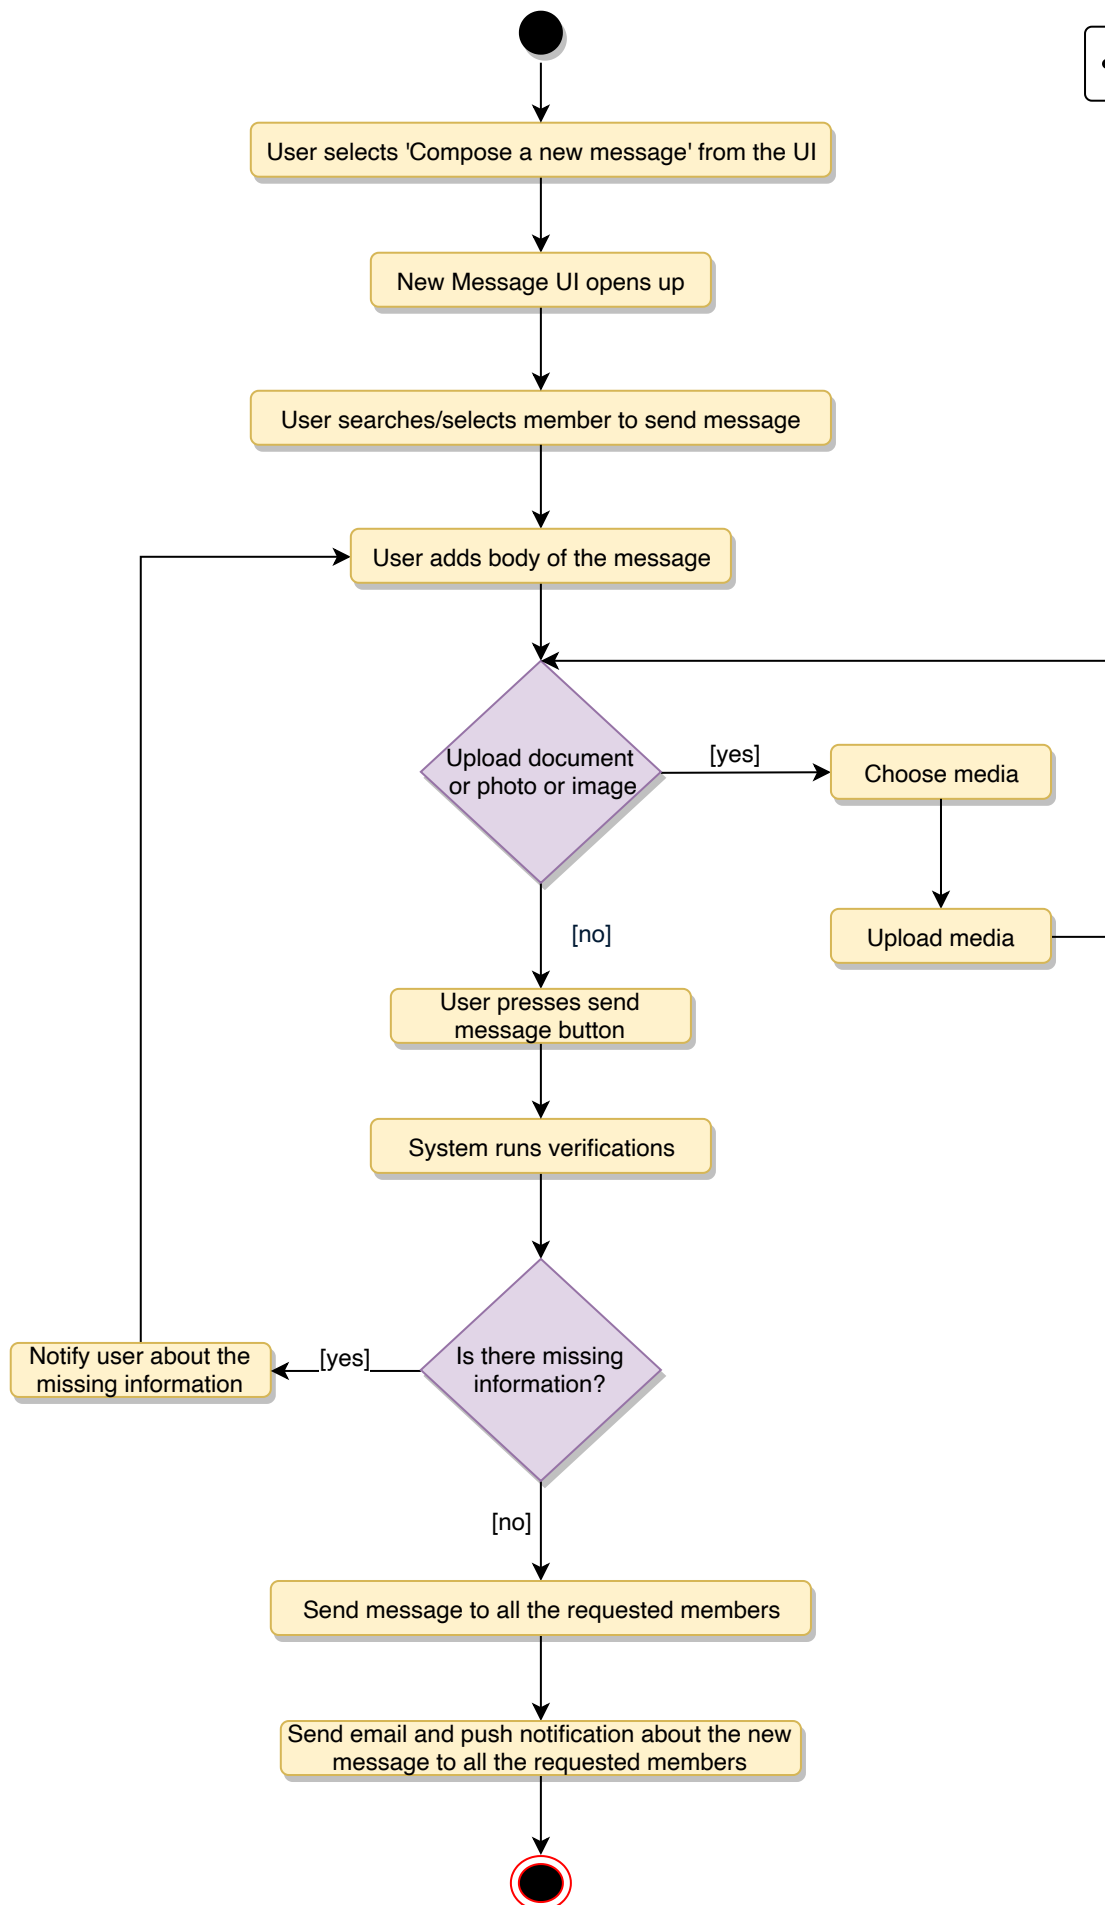 User selects 'Compose a new message' from the UI
New Message UI opens up
User searches/selects member to send message
User adds body of the message
Upload document
or photo or image
[yes]
Choose media
Upload media
[no]
User presses send
message button
System runs verifications
Is there missing
information?
[yes]
Notify user about the
missing information
[no]
Send message to all the requested members
Send email and push notification about the new
message to all the requested members